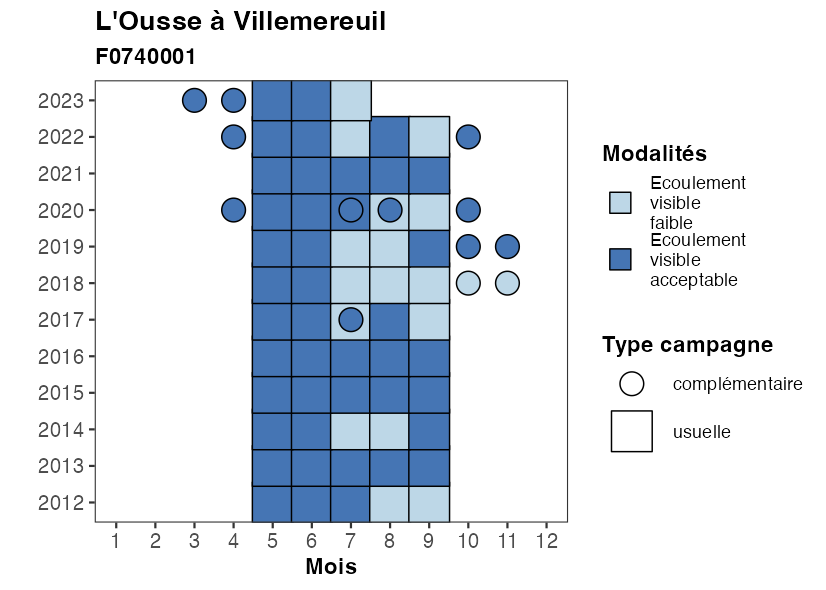 L'Ousse à Villemereuil
F0740001
2023
2022
2021
2020
2019
2018
2017
2016
2015
2014
2013
2012
1 2 3 4 5 6 7 8 9 10 11 12
Mois
Modalités
Ecoulement
visible
faible
Ecoulement
visible
acceptable
Type campagne
complémentaire
usuelle